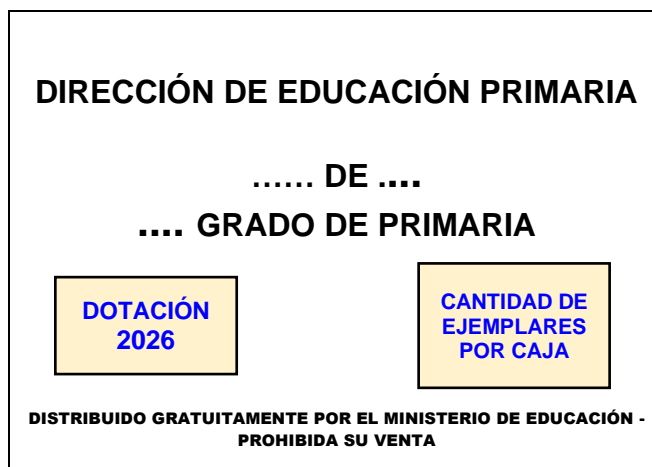 DIRECCIÓN DE EDUCACIÓN PRIMARIA
...... DE ....
.... GRADO DE PRIMARIA
DOTACIÓN
2026
CANTIDAD DE
EJEMPLARES
POR CAJA
DISTRIBUIDO GRATUITAMENTE POR EL MINISTERIO DE EDUCACIÓN -
PROHIBIDA SU VENTA